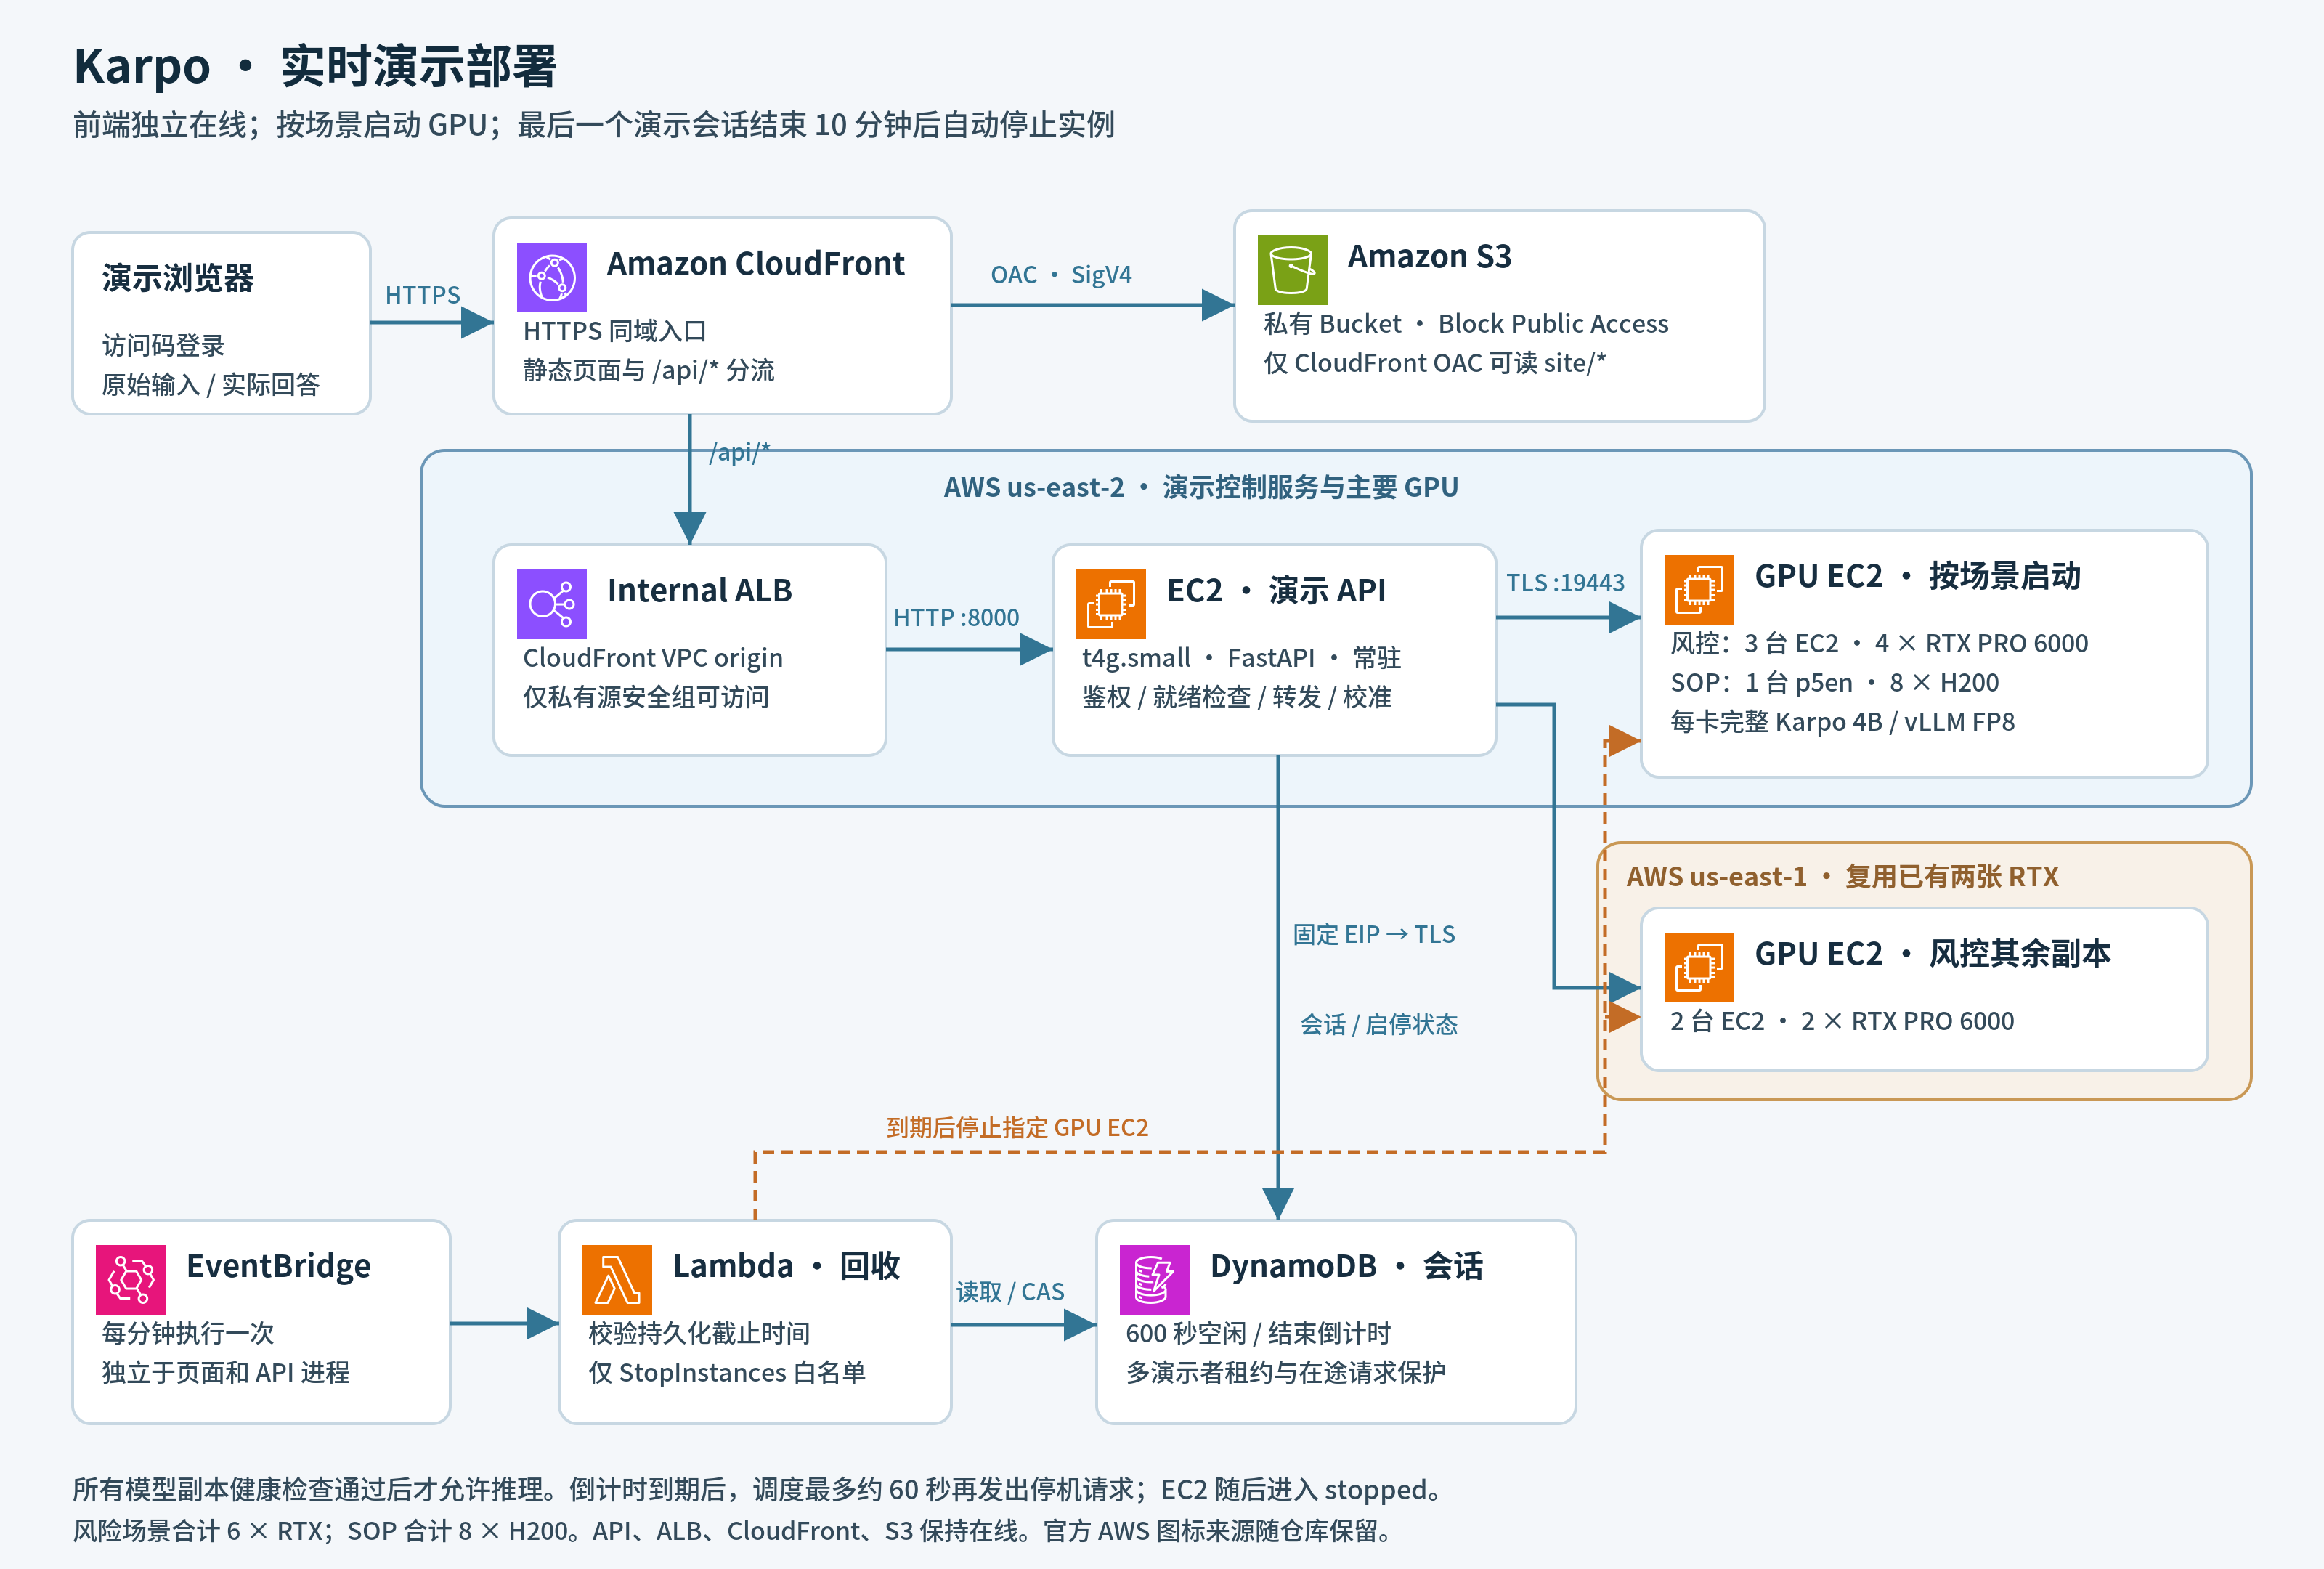 Karpo · 实时演示部署
前端独立在线；按场景启动 GPU；最后一个演示会话结束 10 分钟后自动停止实例
演示浏览器
访问码登录
原始输入 / 实际回答
HTTPS
Amazon CloudFront
HTTPS 同域入口
静态页面与 /api/* 分流
OAC · SigV4
Amazon S3
私有 Bucket · Block Public Access
仅 CloudFront OAC 可读 site/*
/api/*
AWS us-east-2 · 演示控制服务与主要 GPU
Internal ALB
CloudFront VPC origin
仅私有源安全组可访问
HTTP :8000
EC2 · 演示 API
t4g.small · FastAPI · 常驻
鉴权 / 就绪检查 / 转发 / 校准
TLS :19443
GPU EC2 · 按场景启动
风控：3 台 EC2 · 4 × RTX PRO 6000
SOP：1 台 p5en · 8 × H200
每卡完整 Karpo 4B / vLLM FP8
AWS us-east-1 · 复用已有两张 RTX
GPU EC2 · 风控其余副本
2 台 EC2 · 2 × RTX PRO 6000
固定 EIP → TLS
会话 / 启停状态
到期后停止指定 GPU EC2
EventBridge
每分钟执行一次
独立于页面和 API 进程
Lambda · 回收
校验持久化截止时间
仅 StopInstances 白名单
读取 / CAS
DynamoDB · 会话
600 秒空闲 / 结束倒计时
多演示者租约与在途请求保护
所有模型副本健康检查通过后才允许推理。倒计时到期后，调度最多约 60 秒再发出停机请求；EC2 随后进入 stopped。
风险场景合计 6 × RTX；SOP 合计 8 × H200。API、ALB、CloudFront、S3 保持在线。官方 AWS 图标来源随仓库保留。